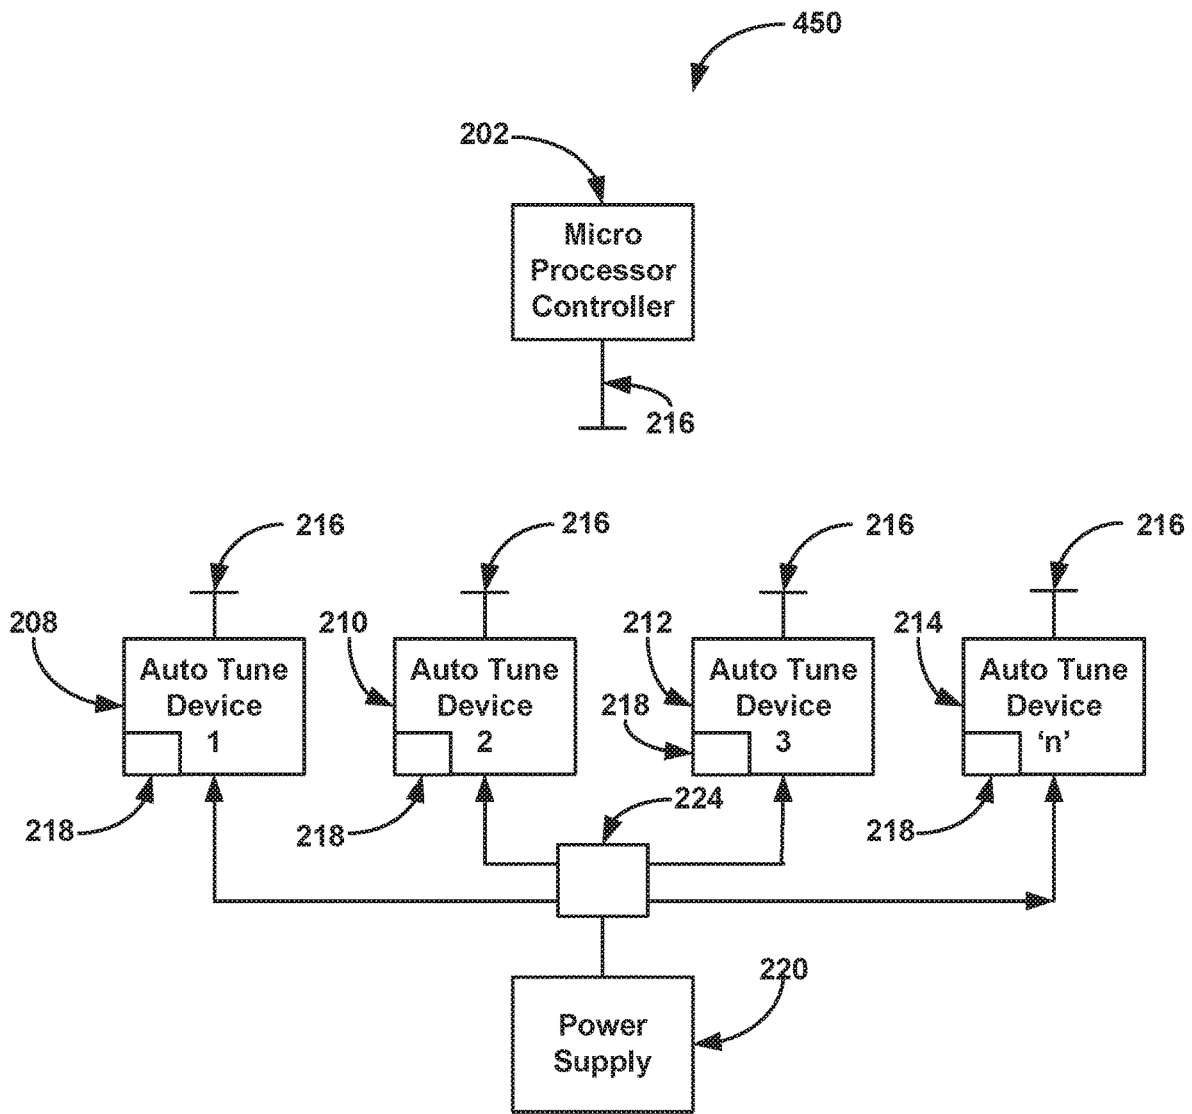 450
202
Micro
Processor
Controller
216
216
216
216
216
208
210
212
214
Auto Tune
Device
1
Auto Tune
Device
2
Auto Tune
Device
3
Auto Tune
Device
‘n’
218
218
218
218
224
220
Power
Supply